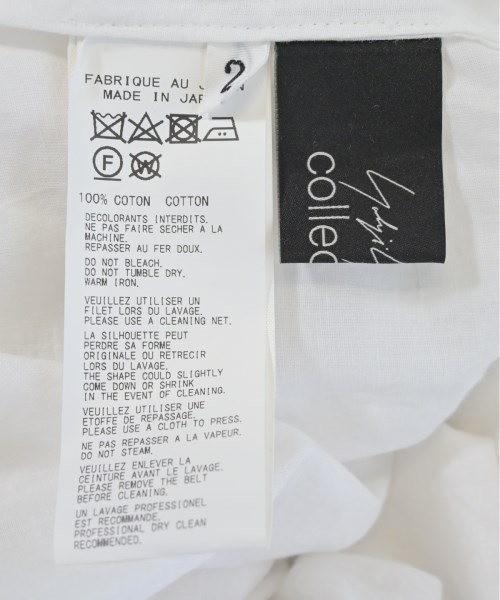 2
FABRIQUE AU
MADE IN
F
W
100% COTON COTTON
DECOLORANTS INTERDITS.
NE PAS FAIRE SECHER A LA
MACHINE.
REPASSER AU FER DOUX.
DO NOT BLEACH.
DO NOT TUMBLE DRY.
WARM IRON.
VEUILLEZ UTILISER UN
FILET LORS DU LAVAGE.
PLEASE USE A CLEANING NET.
LA SILHOUETTE PEUT
PERDRE SA FORME
ORIGINALE OU RETRECIR
LORS DU LAVAGE.
THE SHAPE COULD SLIGHTLY
COME DOWN OR SHRINK
IN THE EVENT OF CLEANING.
VEUILLEZ UTILISER UNE
ETOFFE DE REPASSAGE.
PLEASE USE A CLOTH TO PRESS.
NE PAS REPASSER A LA VAPEUR.
DO NOT STEAM.
VEUILLEZ ENLEVER LA
CEINTURE AVANT LE LAVAGE.
PLEASE REMOVE THE BELT
BEFORE CLEANING.
UN LAVAGE PROFESSIONEL
EST RECOMMANDE.
PROFESSIONAL DRY CLEAN
RECOMMENDED.